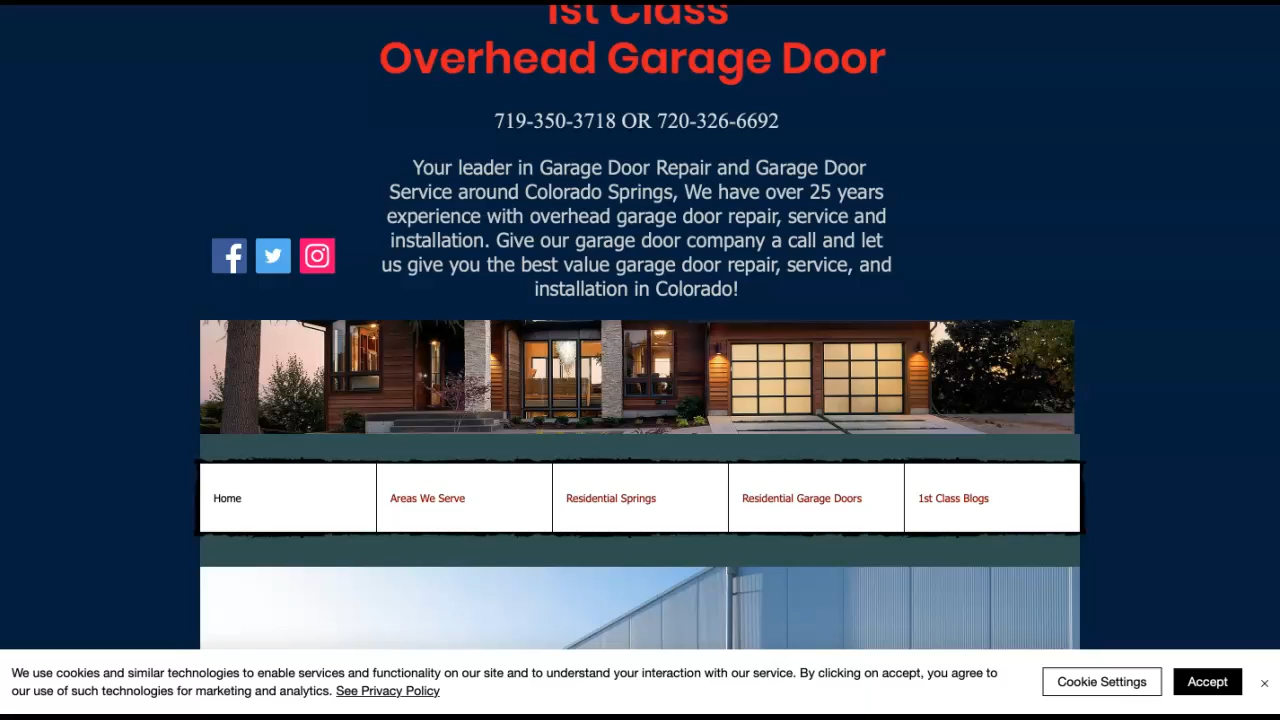 1st Class
Overhead Garage Door
719-350-3718 OR 720-326-6692
Your leader in Garage Door Repair and Garage Door
Service around Colorado Springs, We have over 25 years
experience with overhead garage door repair, service and
installation. Give our garage door company a call and let
us give you the best value garage door repair, service, and
installation in Colorado!
Home
Areas We Serve
Residential Springs
Residential Garage Doors
1st Class Blogs
We use cookies and similar technologies to enable services and functionality on our site and to understand your interaction with our service. By clicking on accept, you agree to
our use of such technologies for marketing and analytics. See Privacy Policy
Cookie Settings
Accept